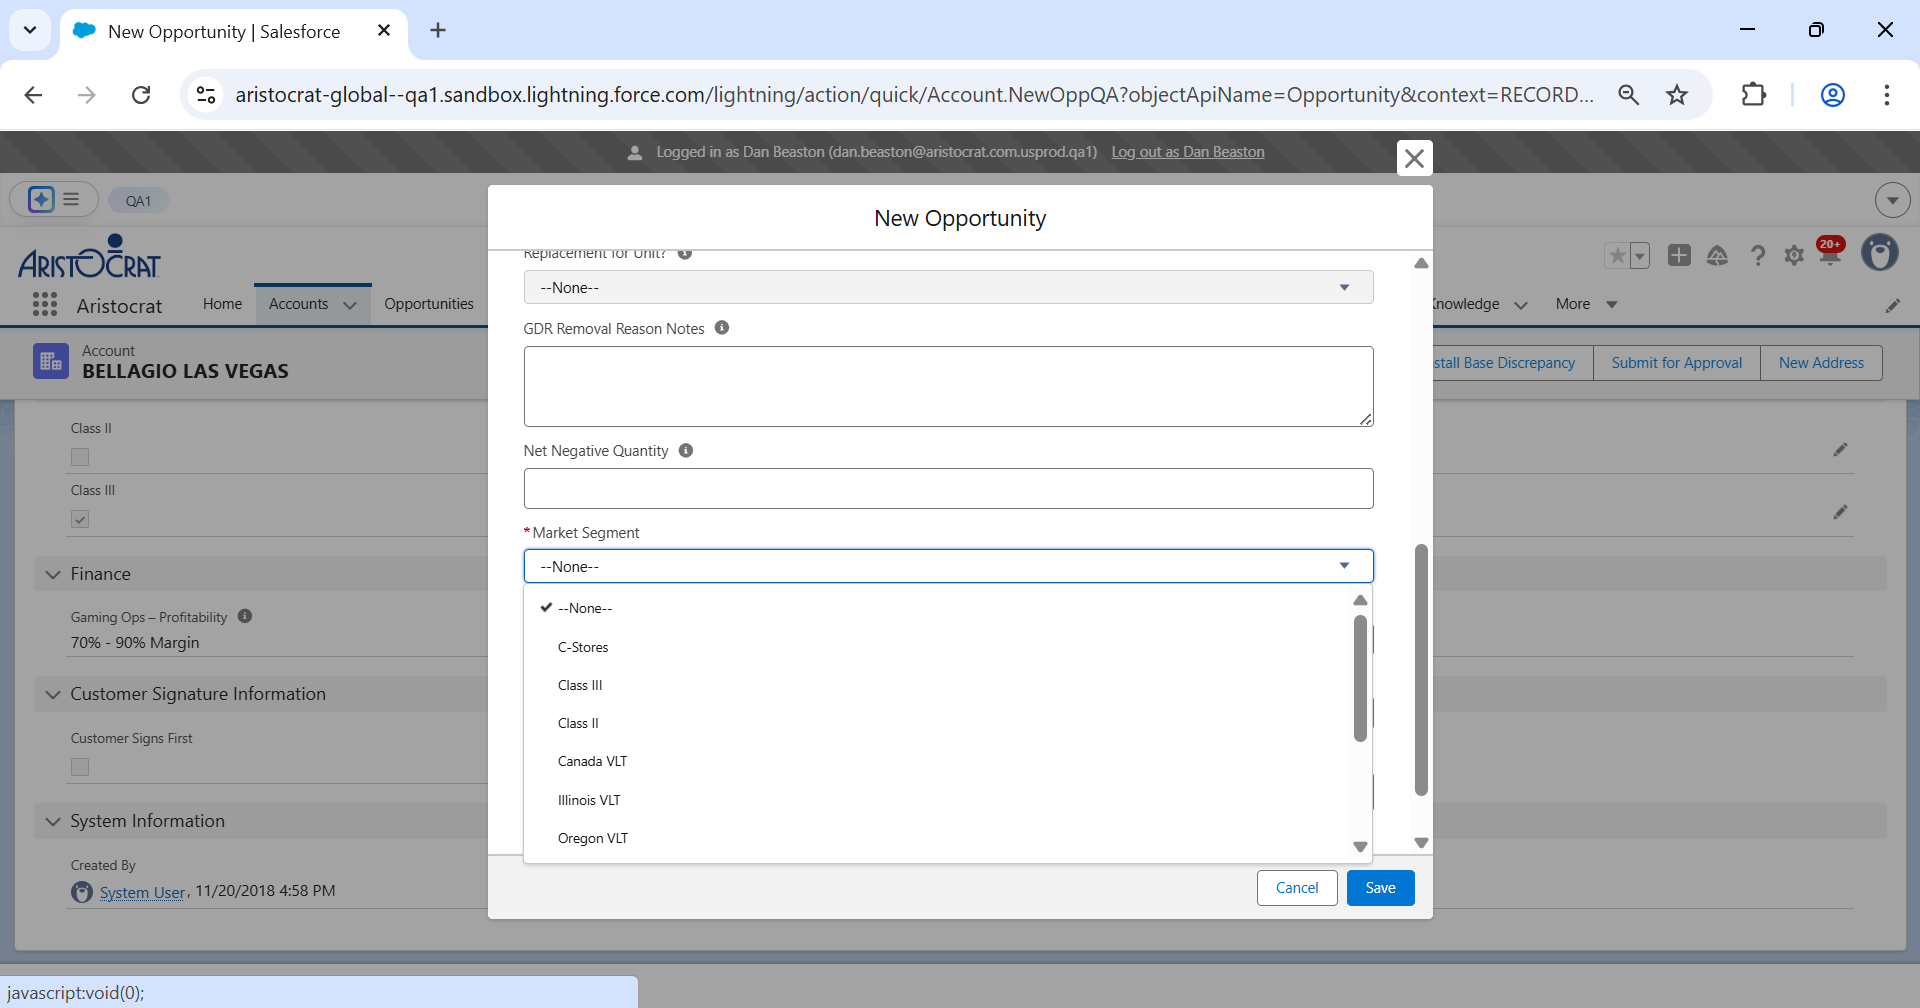 New Opportunity | Salesforce
aristocrat-global--qa1.sandbox.lightning.force.com/lightning/action/quick/Account.NewOppQA?objectApiName=Opportunity&context=RECORD...
Logged in as Dan Beaston (dan.beaston@aristocrat.com.usprod.qa1) Log out as Dan Beaston
QA1
ARISTOCRAT
20+
Aristocrat
Home
Accounts
Opportunities
Knowledge
More
Account
BELLAGIO LAS VEGAS
stall Base Discrepancy
Submit for Approval
New Address
Class II
Class III
Finance
Gaming Ops – Profitability
70% - 90% Margin
Customer Signature Information
Customer Signs First
System Information
Created By
System User, 11/20/2018 4:58 PM
New Opportunity
Replacement for Unit?
--None--
GDR Removal Reason Notes
Net Negative Quantity
*Market Segment
--None--
--None--
C-Stores
Class III
Class II
Canada VLT
Illinois VLT
Oregon VLT
Cancel
Save
javascript:void(0);